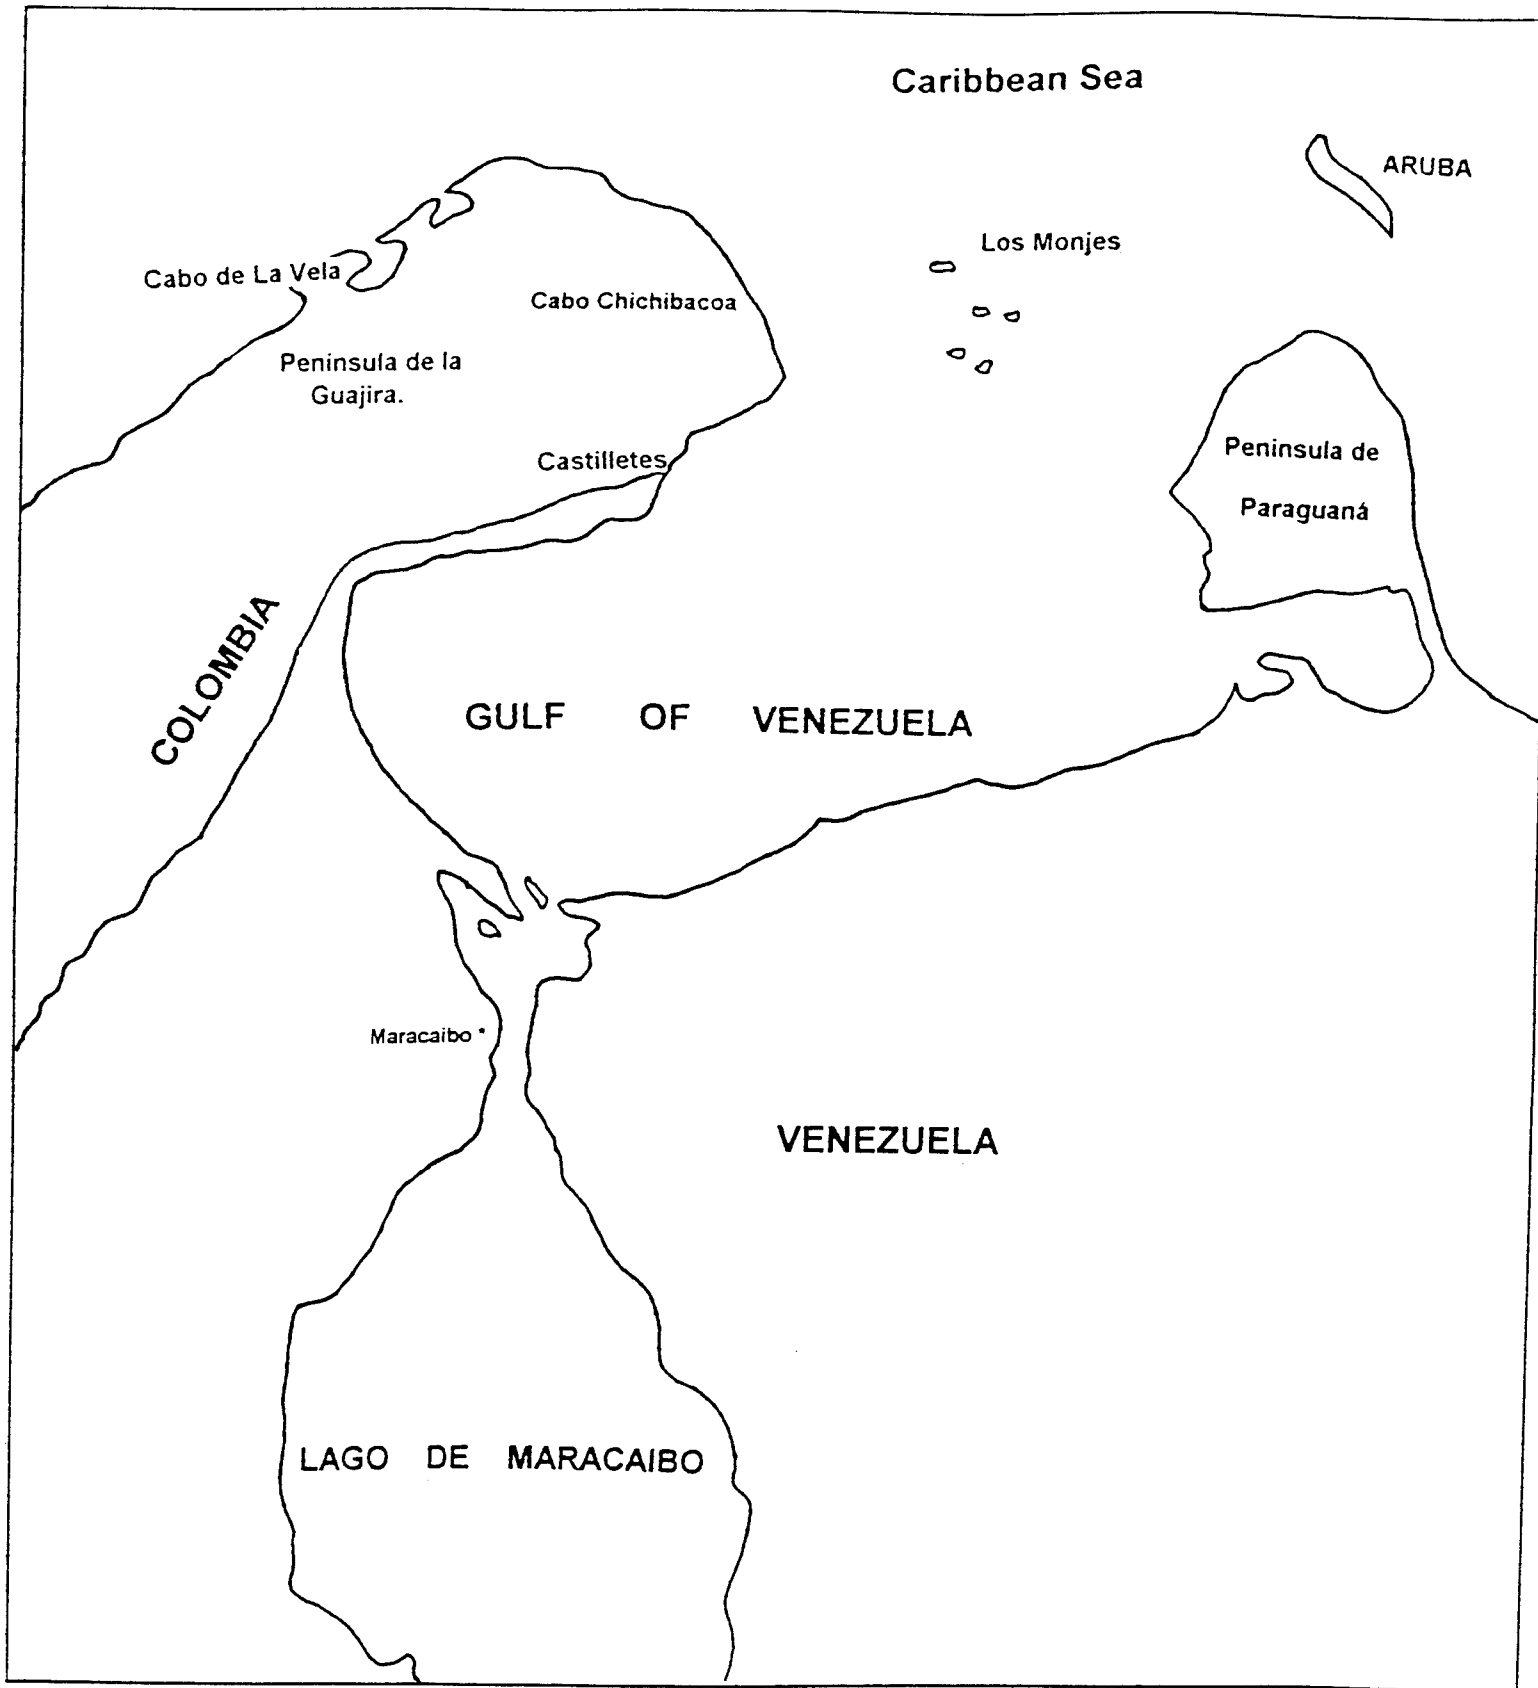 Caribbean Sea
ARUBA
Los Monjes
Cabo de La Vela
Cabo Chichibacoa
Peninsula de la
Guajira.
Peninsula de
Paraguaná
Castilletes
COLOMBIA
GULF OF VENEZUELA
Maracaibo
VENEZUELA
LAGO DE MARACAIBO